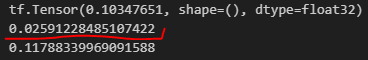 tf.Tensor(0.10347651, shape=(), dtype=float32)
0.02591228485107422
0.11788339969091588